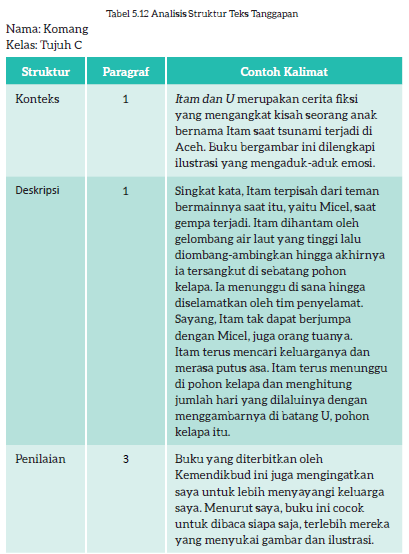 Tabel 5.12 Analisis Struktur Teks Tanggapan
Nama: Komang
Kelas: Tujuh C
Struktur Paragraf Contoh Kalimat
Konteks 1 Itam dan U merupakan cerita fiksi
yang mengangkat kisah seorang anak
bernama Itam saat tsunami terjadi di
Aceh. Buku bergambar ini dilengkapi
ilustrasi yang mengaduk-aduk emosi.
Deskripsi 1 Singkat kata, Itam terpisah dari teman
bermainnya saat itu, yaitu Micel, saat
gempa terjadi. Itam dihantam oleh
gelombang air laut yang tinggi lalu
diombang-ambingkan hingga akhirnya
ia tersangkut di sebatang pohon
kelapa. Ia menunggu di sana hingga
diselamatkan oleh tim penyelamat.
Sayang, Itam tak dapat berjumpa
dengan Micel, juga orang tuanya.
Itam terus mencari keluarganya dan
merasa putus asa. Itam terus menunggu
di pohon kelapa dan menghitung
jumlah hari yang dilaluinya dengan
menggambarnya di batang U, pohon
kelapa itu.
Penilaian 3 Buku yang diterbitkan oleh
Kemendikbud ini juga mengingatkan
saya untuk lebih menyayangi keluarga
saya. Menurut saya, buku ini cocok
untuk dibaca siapa saja, terlebih mereka
yang menyukai gambar dan ilustrasi.